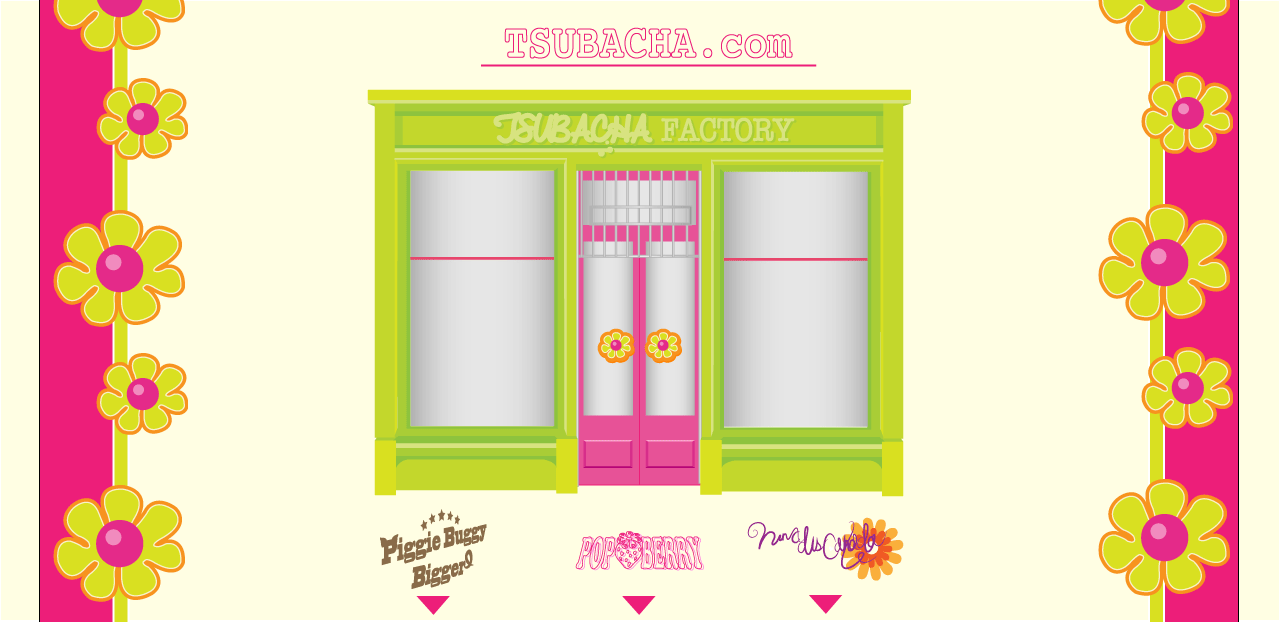 TSUBACHA.com
TSUBACHA FACTORY
Piggie Buggy
Bigger
POP BERRY